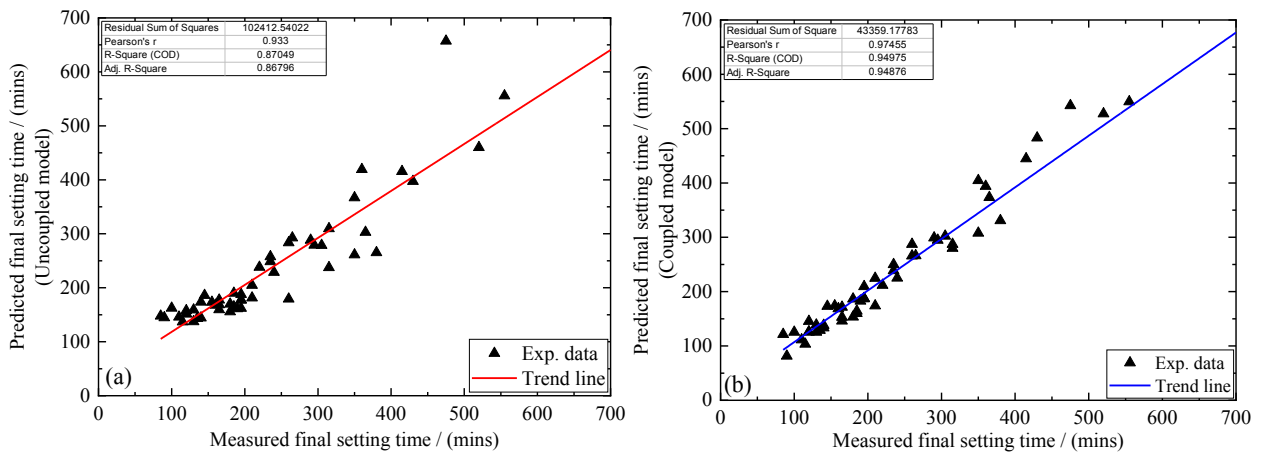 Residual Sum of Squares 102412.54022
Pearson's r 0.933
R-Square (COD) 0.87049
Adj. R-Square 0.86796
700
600
500
400
300
200
100
0
Predicted final setting time / (mins)
(Uncoupled model)
(a)
Exp. data
Trend line
0 100 200 300 400 500 600 700
Measured final setting time / (mins)
Residual Sum of Square 43359.17783
Pearson's r 0.97455
R-Square (COD) 0.94975
Adj. R-Square 0.94876
700
600
500
400
300
200
100
0
Predicted final setting time / (mins)
(Coupled model)
(b)
Exp. data
Trend line
0 100 200 300 400 500 600 700
Measured final setting time / (mins)